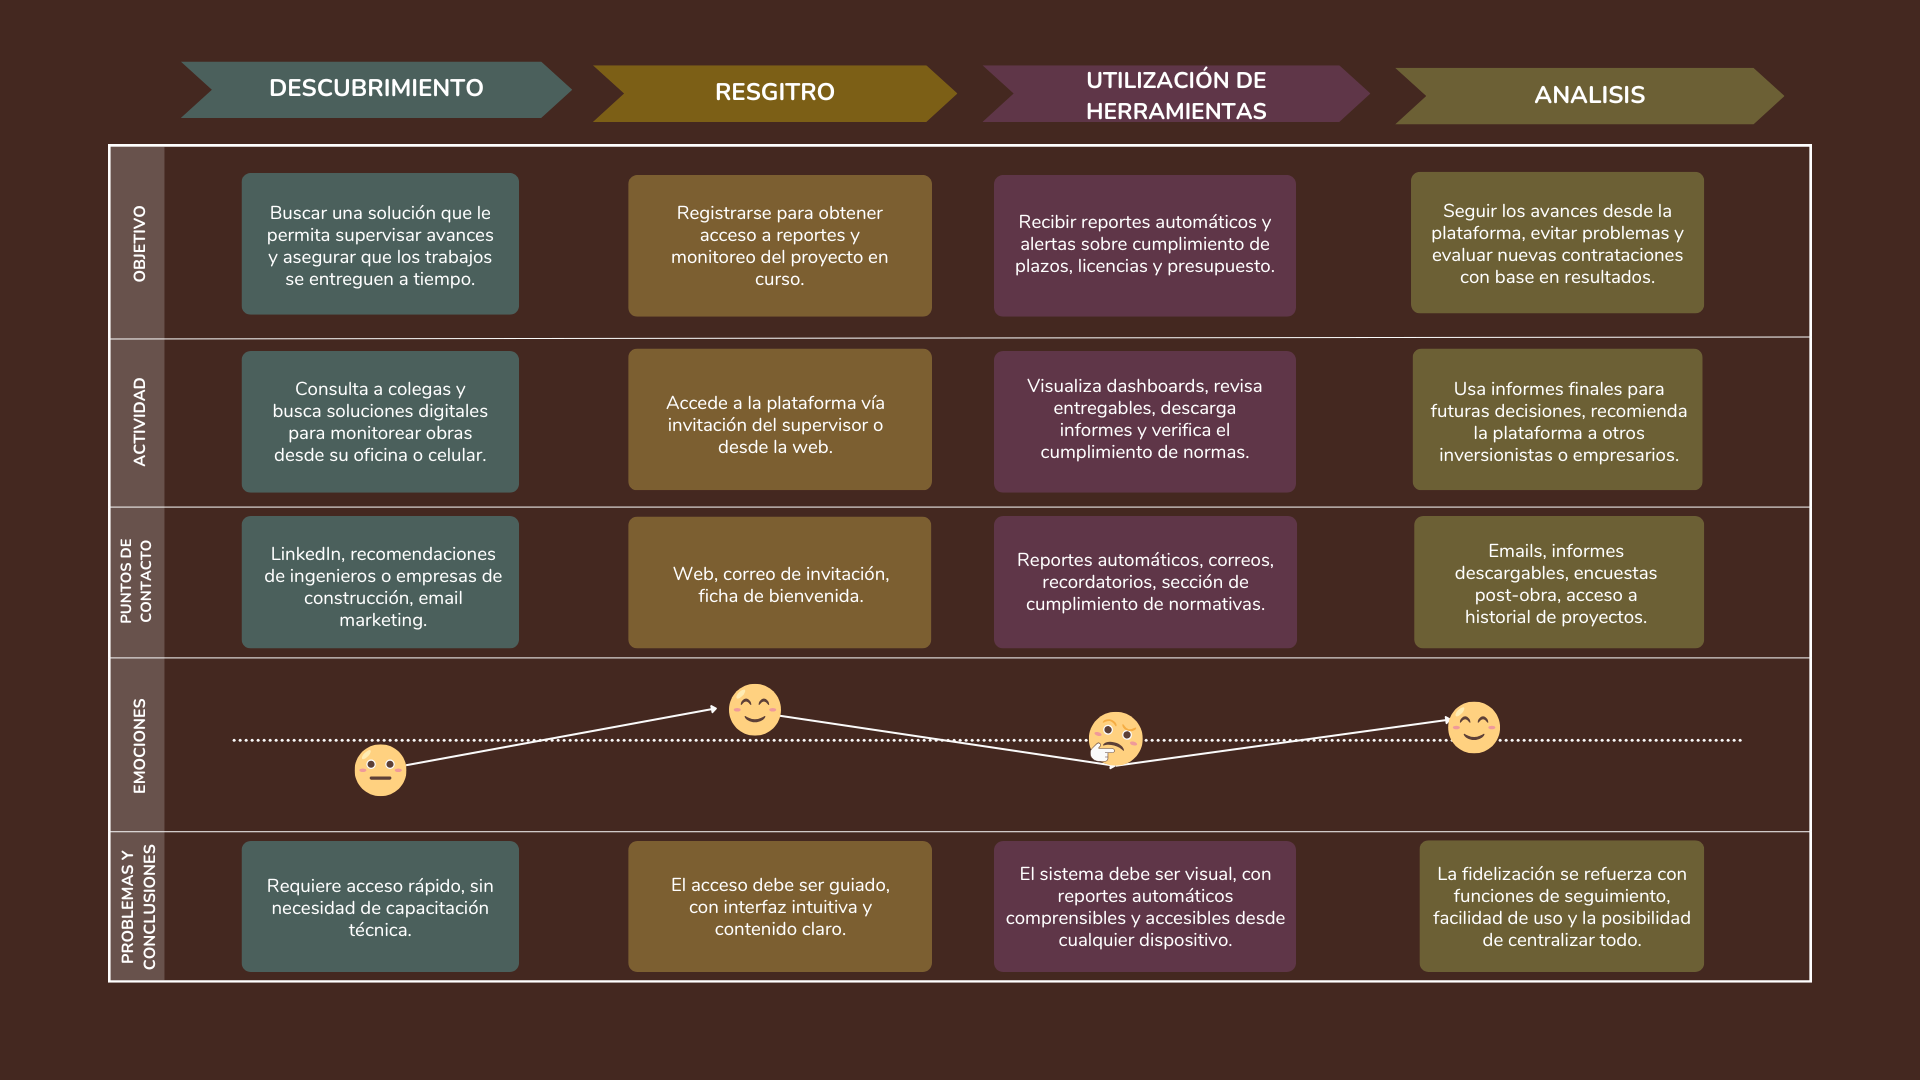 DESCUBRIMIENTO
RESGITRO
UTILIZACIÓN DE
HERRAMIENTAS
ANALISIS
OBJETIVO
Buscar una solución que le
permita supervisar avances
y asegurar que los trabajos
se entreguen a tiempo.
Registrarse para obtener
acceso a reportes y
monitoreo del proyecto en
curso.
Recibir reportes automáticos y
alertas sobre cumplimiento de
plazos, licencias y presupuesto.
Seguir los avances desde la
plataforma, evitar problemas y
evaluar nuevas contrataciones
con base en resultados.
ACTIVIDAD
Consulta a colegas y
busca soluciones digitales
para monitorear obras
desde su oficina o celular.
Accede a la plataforma vía
invitación del supervisor o
desde la web.
Visualiza dashboards, revisa
entregables, descarga
informes y verifica el
cumplimiento de normas.
Usa informes finales para
futuras decisiones, recomienda
la plataforma a otros
inversionistas o empresarios.
PUNTOS DE
CONTACTO
LinkedIn, recomendaciones
de ingenieros o empresas de
construcción, email
marketing.
Web, correo de invitación,
ficha de bienvenida.
Reportes automáticos, correos,
recordatorios, sección de
cumplimiento de normativas.
Emails, informes
descargables, encuestas
post-obra, acceso a
historial de proyectos.
EMOCIONES
PROBLEMAS Y
CONCLUSIONES
Requiere acceso rápido, sin
necesidad de capacitación
técnica.
El acceso debe ser guiado,
con interfaz intuitiva y
contenido claro.
El sistema debe ser visual, con
reportes automáticos
comprensibles y accesibles desde
cualquier dispositivo.
La fidelización se refuerza con
funciones de seguimiento,
facilidad de uso y la posibilidad
de centralizar todo.